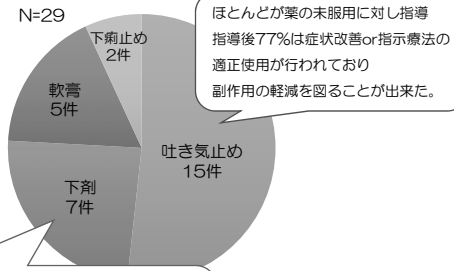 N=29
ほとんどが薬の未服用に対し指導
指導後77%は症状改善or指示療法の
適正使用が行われており
副作用の軽減を図ることが出来た。
下痢止め
2件
軟膏
5件
吐き気止め
15件
下剤
7件